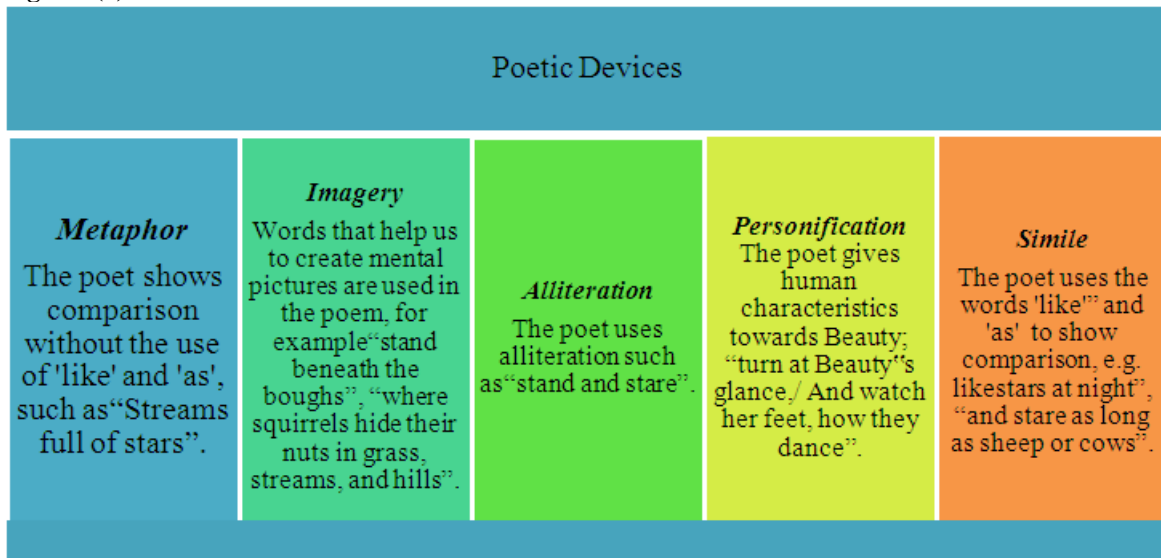 Poetic Devices
Metaphor
The poet shows
comparison
without the use
of 'like' and 'as',
such as“Streams
full of stars”.
Imagery
Words that help us
to create mental
pictures are used in
the poem, for
example“stand
beneath the
boughs”, “where
squirrels hide their
nuts in grass,
streams, and hills”.
Alliteration
The poet uses
alliteration such
as“stand and stare”.
Personification
The poet gives
human
characteristics
towards Beauty;
“turn at Beauty“s
glance,/ And watch
her feet, how they
dance”.
Simile
The poet uses the
words 'like'” and
'as' to show
comparison, e.g.
likestars at night”,
“and stare as long
as sheep or cows”.